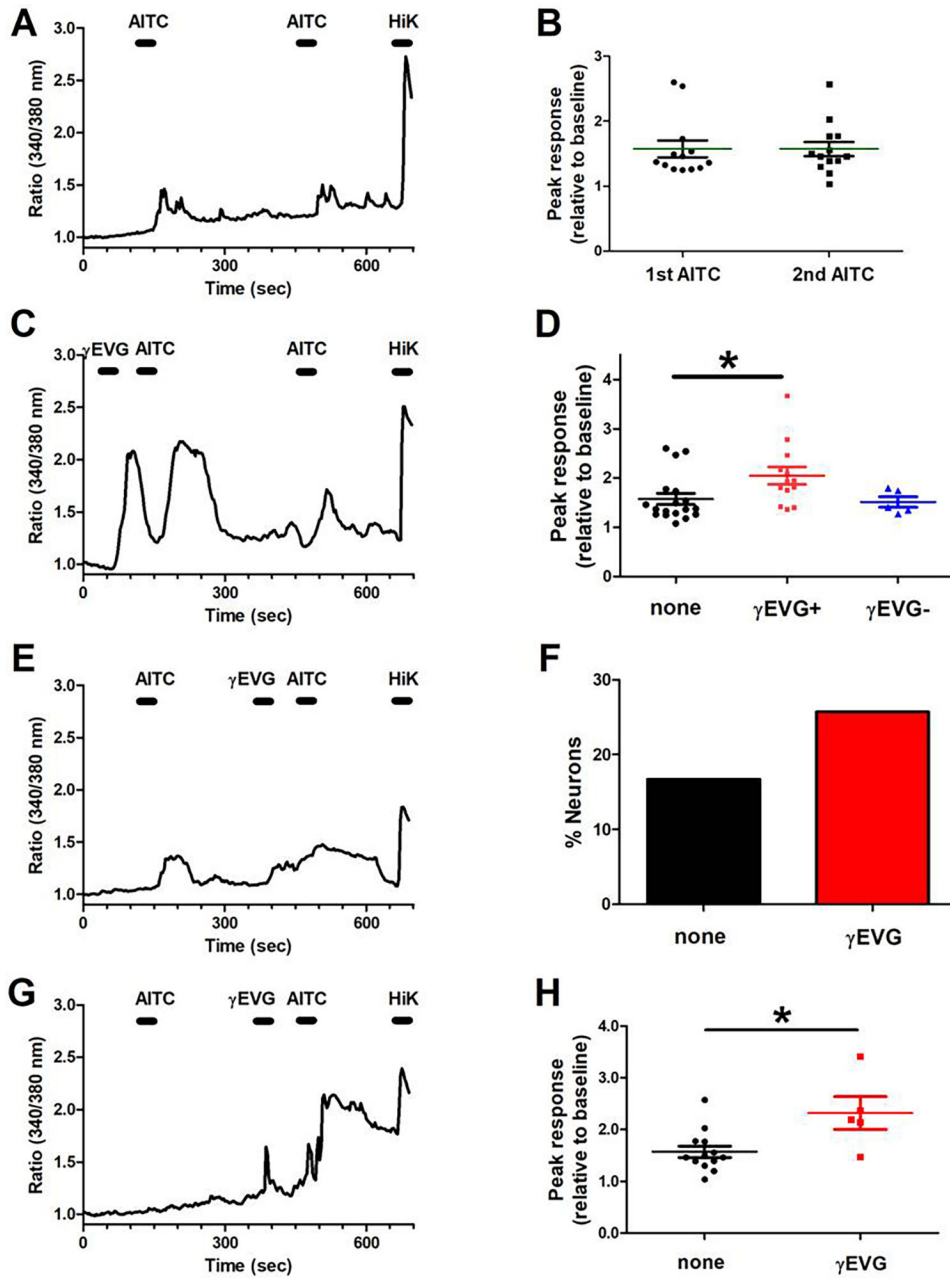 A
AITC AITC HiK
3.0
2.5
2.0
1.5
1.0
Ratio (340/380 nm)
0 300 600
Time (sec)
B
3
2
1
0
Peak response
(relative to baseline)
1st AITC 2nd AITC
C
γEVG AITC AITC HiK
3.0
2.5
2.0
1.5
1.0
Ratio (340/380 nm)
0 300 600
Time (sec)
D
*
4
3
2
1
0
Peak response
(relative to baseline)
none γEVG+ γEVG-
E
AITC γEVG AITC HiK
3.0
2.5
2.0
1.5
1.0
Ratio (340/380 nm)
0 300 600
Time (sec)
F
30
20
10
0
% Neurons
none γEVG
G
AITC γEVG AITC HiK
3.0
2.5
2.0
1.5
1.0
Ratio (340/380 nm)
0 300 600
Time (sec)
H
*
4.0
3.0
2.0
1.0
0.0
Peak response
(relative to baseline)
none γEVG